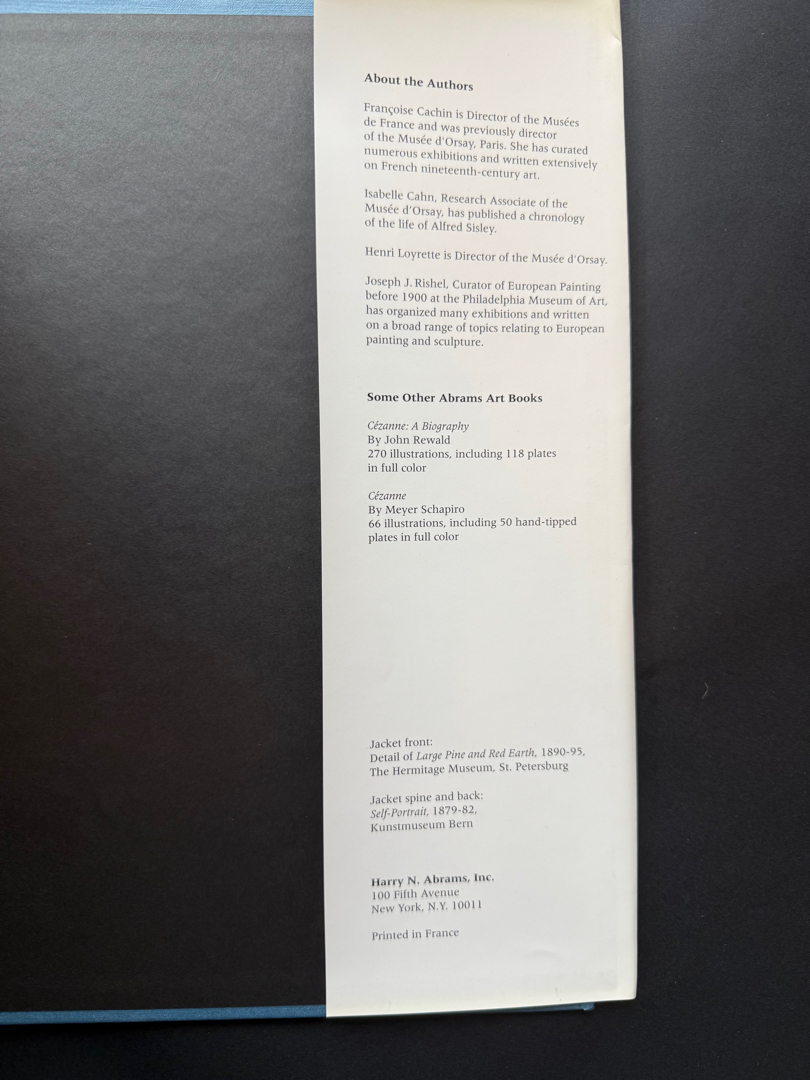 About the Authors
Françoise Cachin is Director of the Musées
de France and was previously director
of the Musée d'Orsay, Paris. She has curated
numerous exhibitions and written extensively
on French nineteenth-century art.
Isabelle Cahn, Research Associate of the
Musée d'Orsay, has published a chronology
of the life of Alfred Sisley.
Henri Loyrette is Director of the Musée d'Orsay.
Joseph J. Rishel, Curator of European Painting
before 1900 at the Philadelphia Museum of Art,
has organized many exhibitions and written
on a broad range of topics relating to European
painting and sculpture.
Some Other Abrams Art Books
Cézanne: A Biography
By John Rewald
270 illustrations, including 118 plates
in full color
Cézanne
By Meyer Schapiro
66 illustrations, including 50 hand-tipped
plates in full color
Jacket front:
Detail of Large Pine and Red Earth, 1890-95,
The Hermitage Museum, St. Petersburg
Jacket spine and back:
Self-Portrait, 1879-82,
Kunstmuseum Bern
Harry N. Abrams, Inc.
100 Fifth Avenue
New York, N.Y. 10011
Printed in France